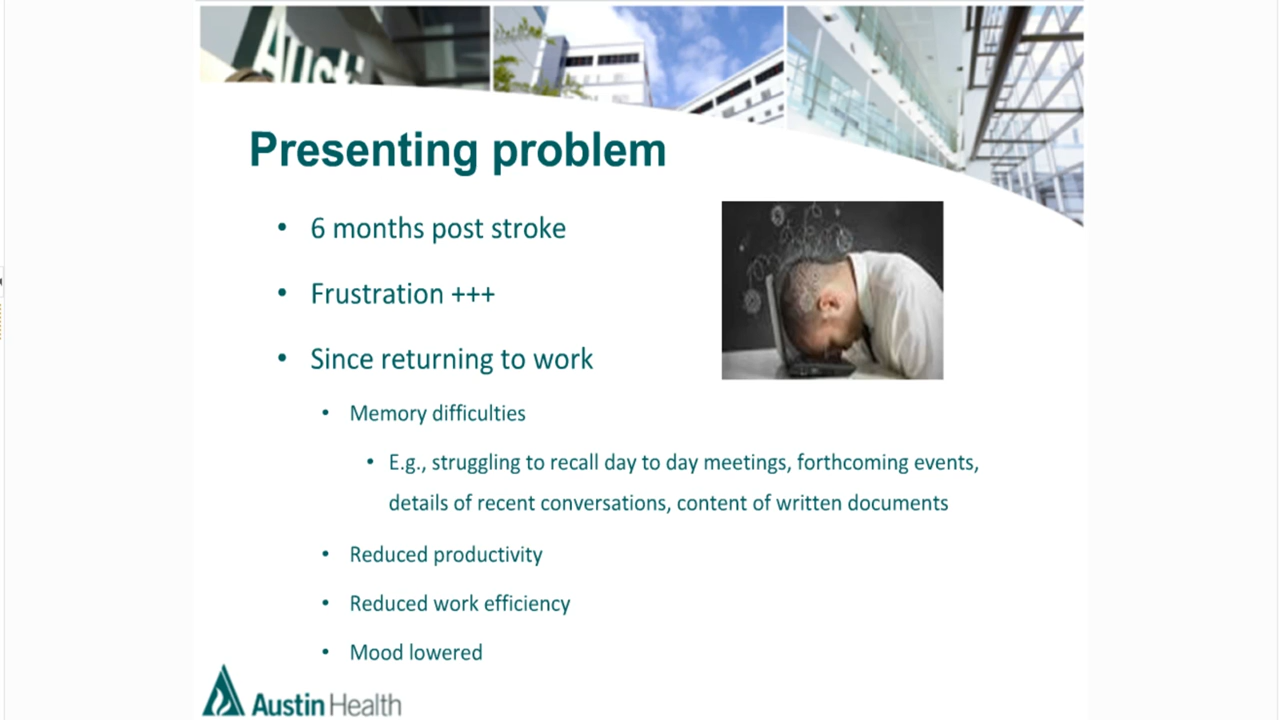 Austi
Presenting problem
• 6 months post stroke
• Frustration +++
• Since returning to work
• Memory difficulties
• E.g., struggling to recall day to day meetings, forthcoming events,
details of recent conversations, content of written documents
• Reduced productivity
• Reduced work efficiency
• Mood lowered
Austin Health